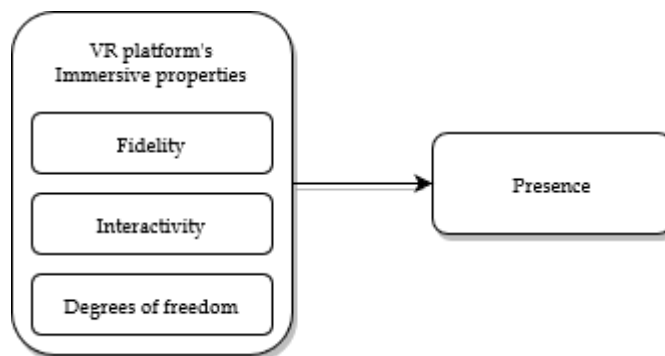 VR platform's
Immersive properties
Fidelity
Interactivity
Degrees of freedom
Presence